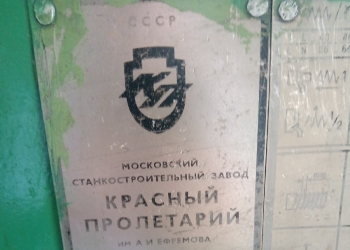 СССР
МОСКОВСКИЙ
СТАНКОСТРОИТЕЛЬНЫЙ ЗАВОД
КРАСНЫЙ
ПРОЛЕТАРИЙ
ИМ А И ЕФРЕМОВА